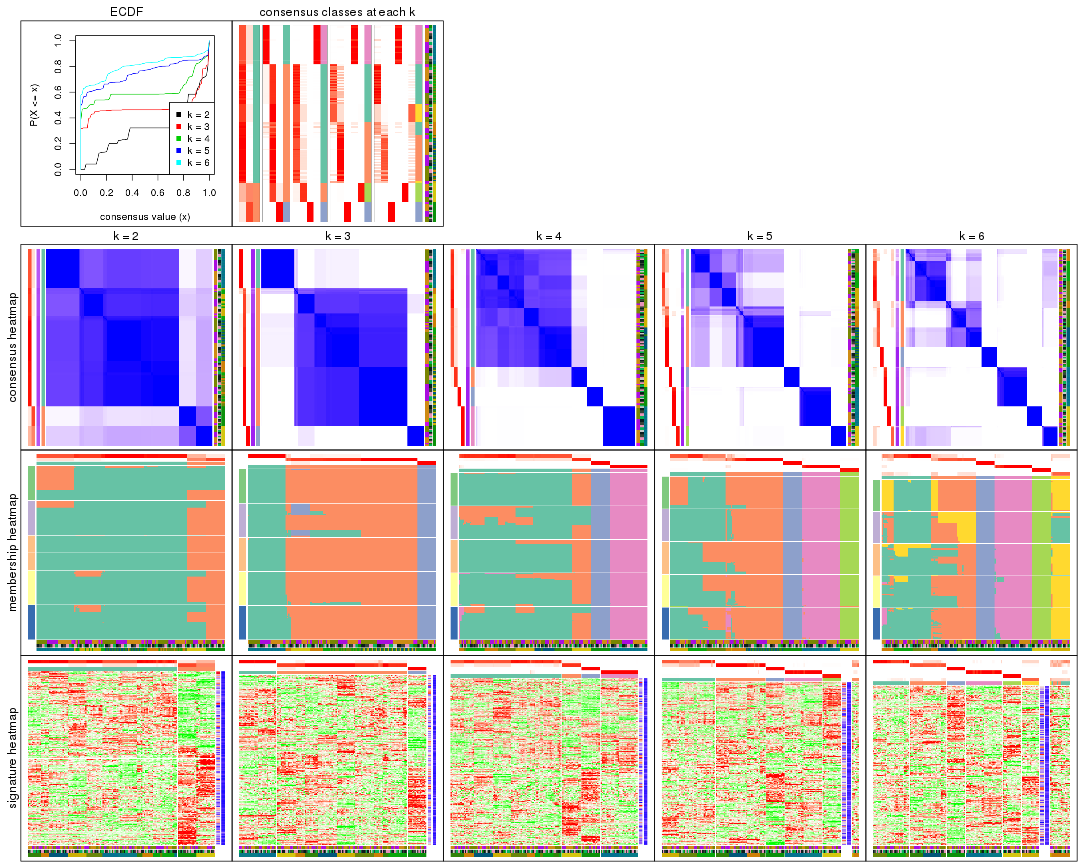 ECDF
consensus classes at each k
P(X <= x)
1.0
0.8
0.6
0.4
0.2
0.0
k = 2
k = 3
k = 4
k = 5
k = 6
0.0 0.2 0.4 0.6 0.8 1.0
consensus value (x)
k = 2
k = 3
k = 4
k = 5
k = 6
consensus heatmap
membership heatmap
signature heatmap